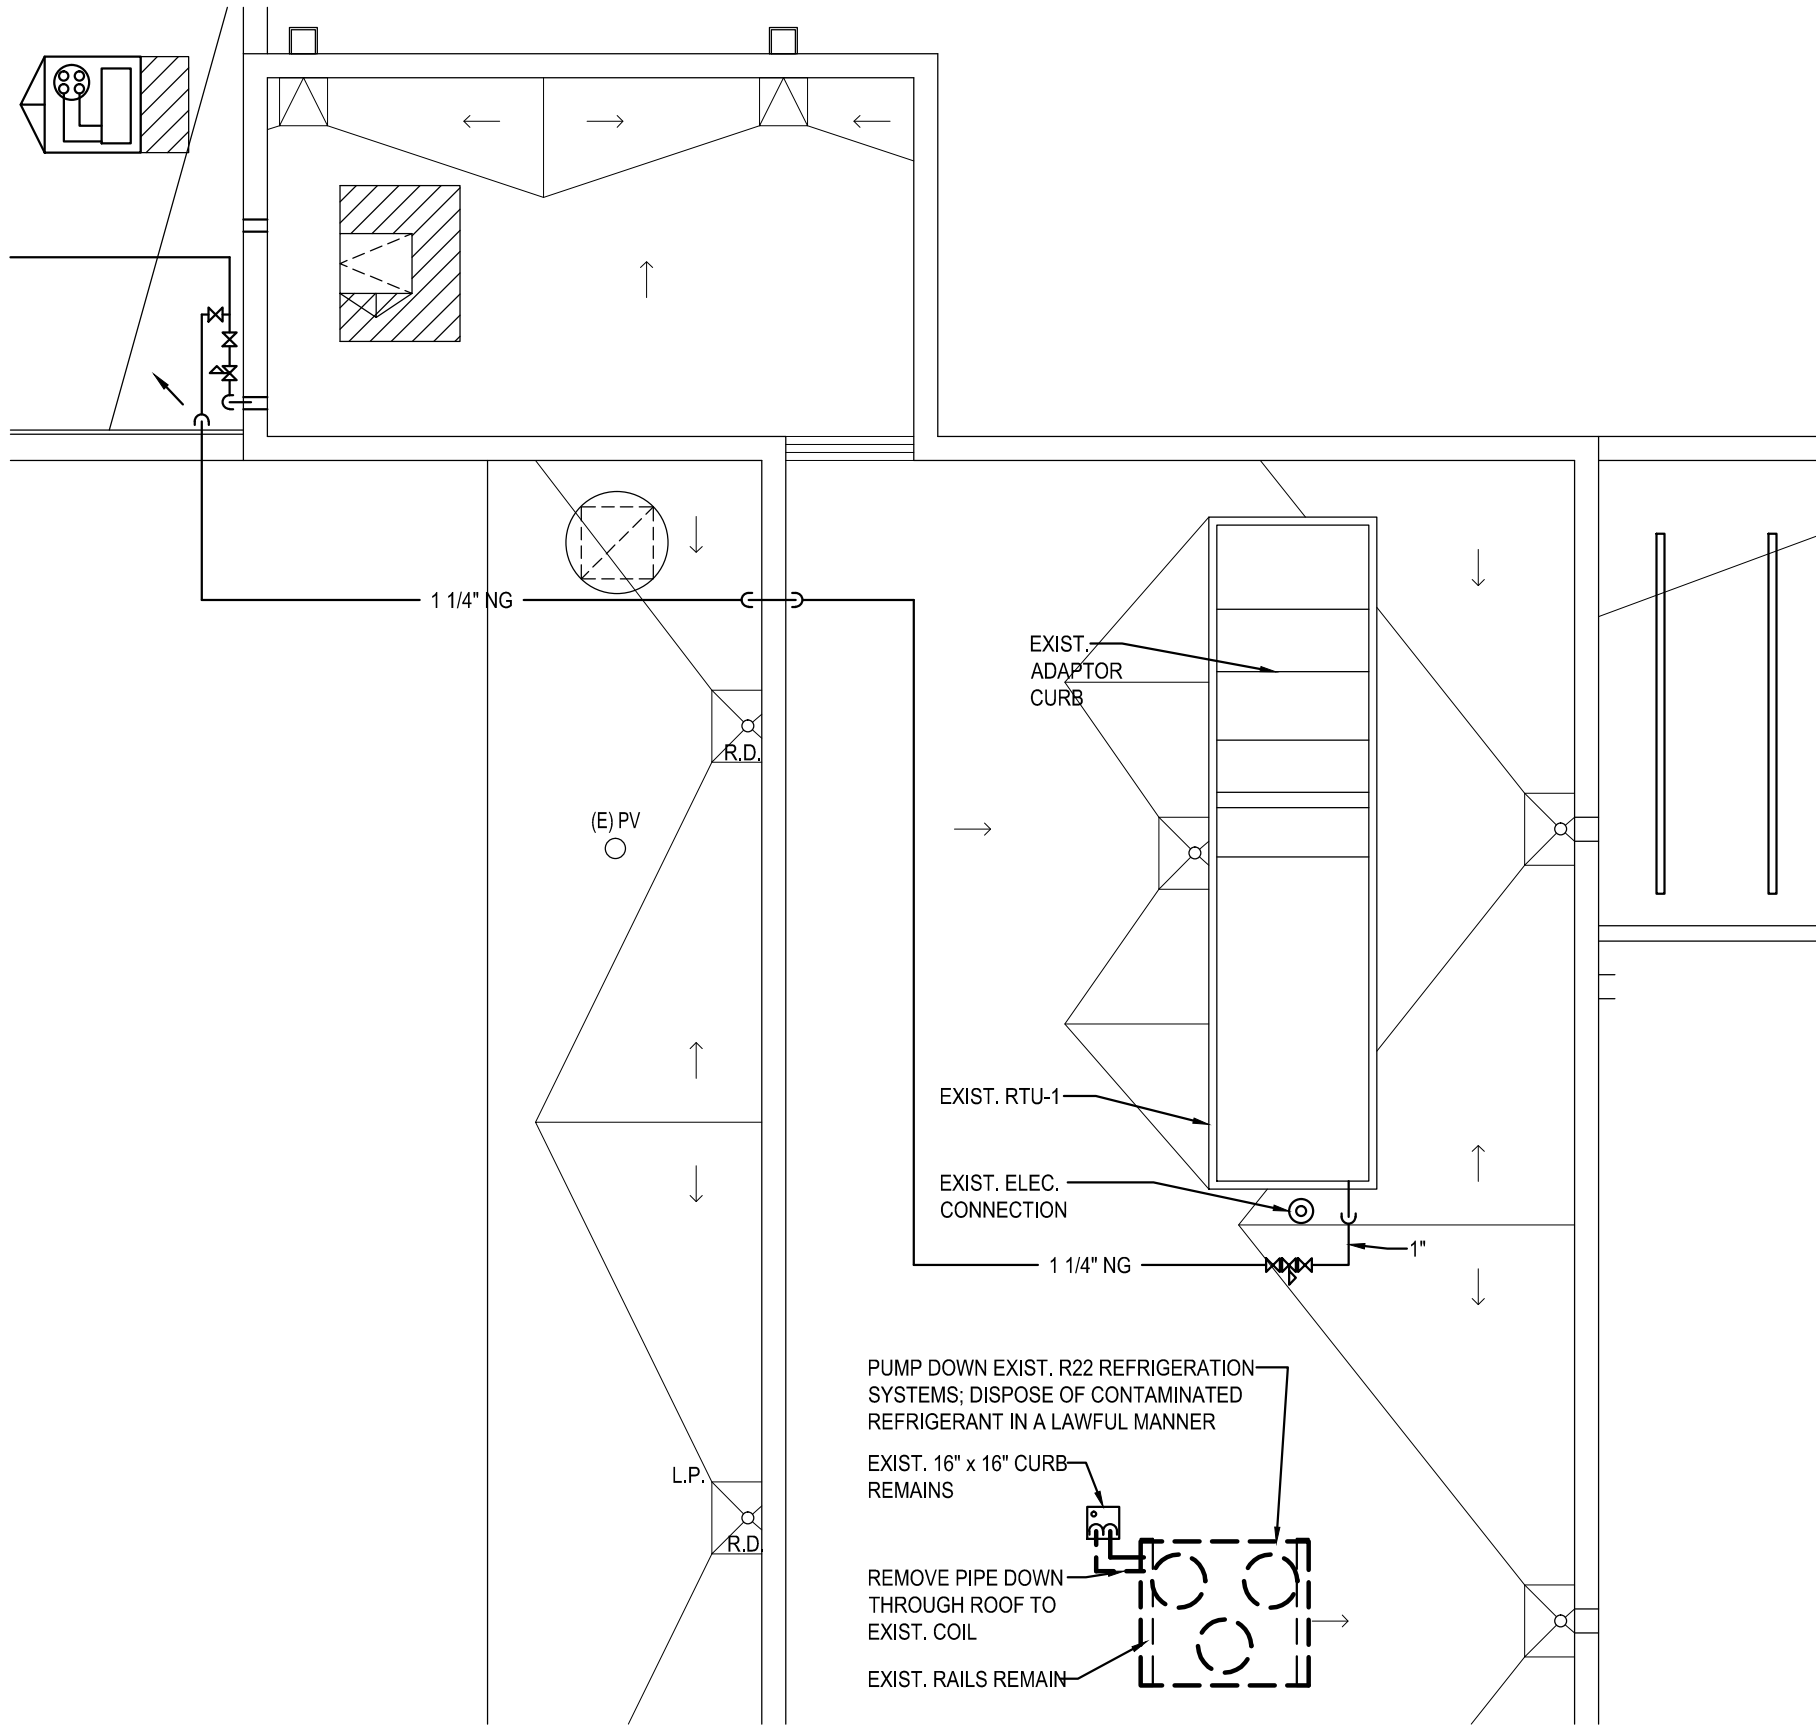 1 1/4" NG
EXIST.
ADAPTOR
CURB
R.D.
(E) PV
EXIST. RTU-1
EXIST. ELEC.
CONNECTION
1"
1 1/4" NG
PUMP DOWN EXIST. R22 REFRIGERATION
SYSTEMS; DISPOSE OF CONTAMINATED
REFRIGERANT IN A LAWFUL MANNER
EXIST. 16" x 16" CURB
REMAINS
L.P.
R.D.
REMOVE PIPE DOWN
THROUGH ROOF TO
EXIST. COIL
EXIST. RAILS REMAIN